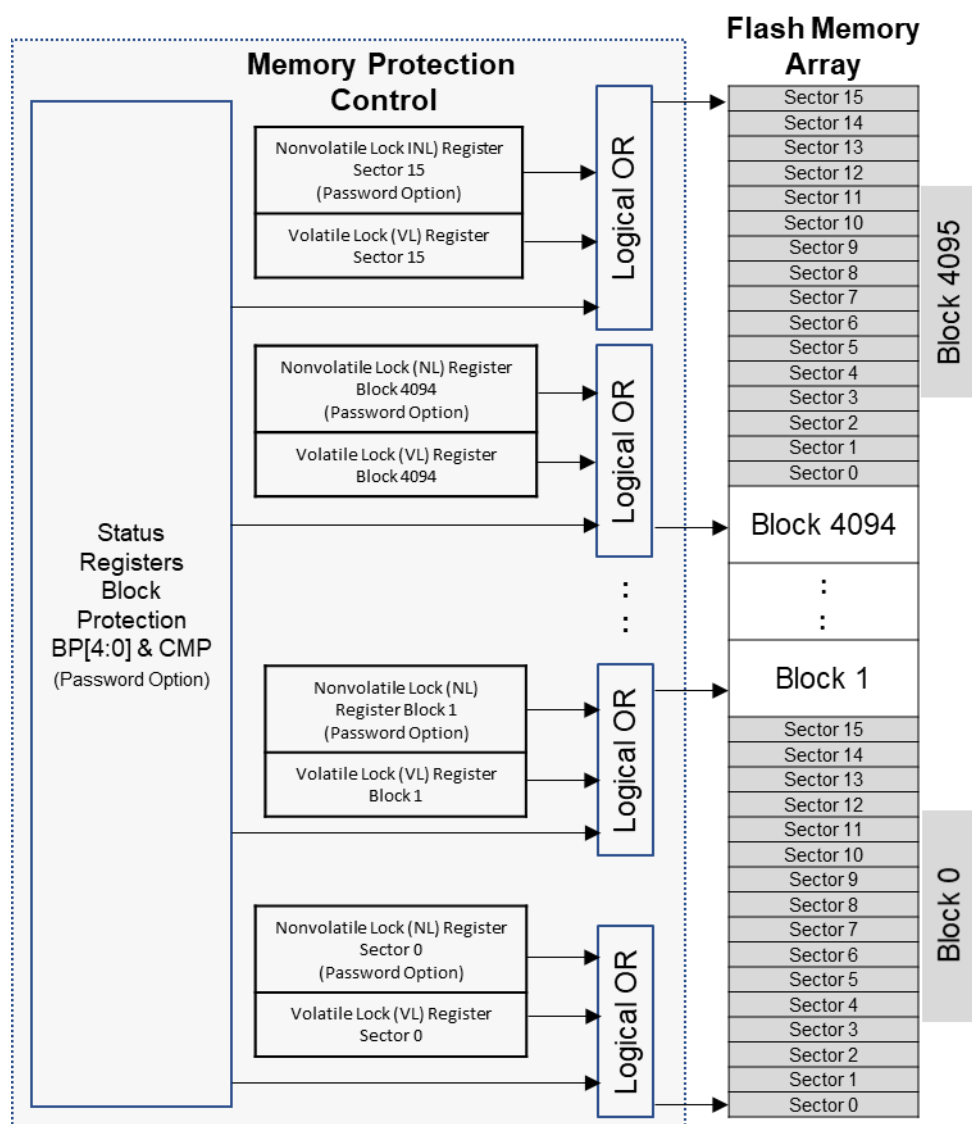 Memory Protection
Control
Status
Registers
Block
Protection
BP[4:0] & CMP
(Password Option)
Nonvolatile Lock INL) Register
Sector 15
(Password Option)
Volatile Lock (VL) Register
Sector 15
Logical OR
Nonvolatile Lock (NL) Register
Block 4094
(Password Option)
Volatile Lock (VL) Register
Block 4094
Logical OR
:
:
Nonvolatile Lock (NL)
Register Block 1
(Password Option)
Volatile Lock (VL) Register
Block 1
Logical OR
Nonvolatile Lock (NL) Register
Sector 0
(Password Option)
Volatile Lock (VL) Register
Sector 0
Logical OR
Flash Memory
Array
Sector 15
Sector 14
Sector 13
Sector 12
Sector 11
Sector 10
Sector 9
Sector 8
Sector 7
Sector 6
Sector 5
Sector 4
Sector 3
Sector 2
Sector 1
Sector 0
Block 4095
Block 4094
:
:
Block 1
Sector 15
Sector 14
Sector 13
Sector 12
Sector 11
Sector 10
Sector 9
Sector 8
Sector 7
Sector 6
Sector 5
Sector 4
Sector 3
Sector 2
Sector 1
Sector 0
Block 0